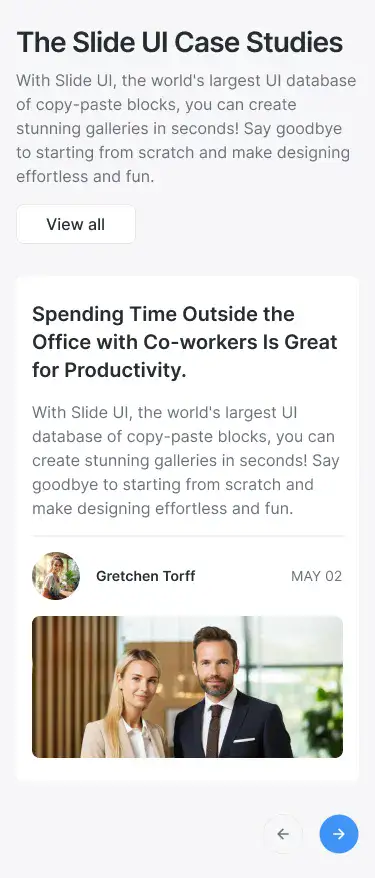 The Slide UI Case Studies
With Slide UI, the world's largest UI database
of copy-paste blocks, you can create
stunning galleries in seconds! Say goodbye
to starting from scratch and make designing
effortless and fun.
View all
Spending Time Outside the
Office with Co-workers Is Great
for Productivity.
With Slide UI, the world's largest UI
database of copy-paste blocks, you can
create stunning galleries in seconds! Say
goodbye to starting from scratch and
make designing effortless and fun.
Gretchen Torff MAY 02